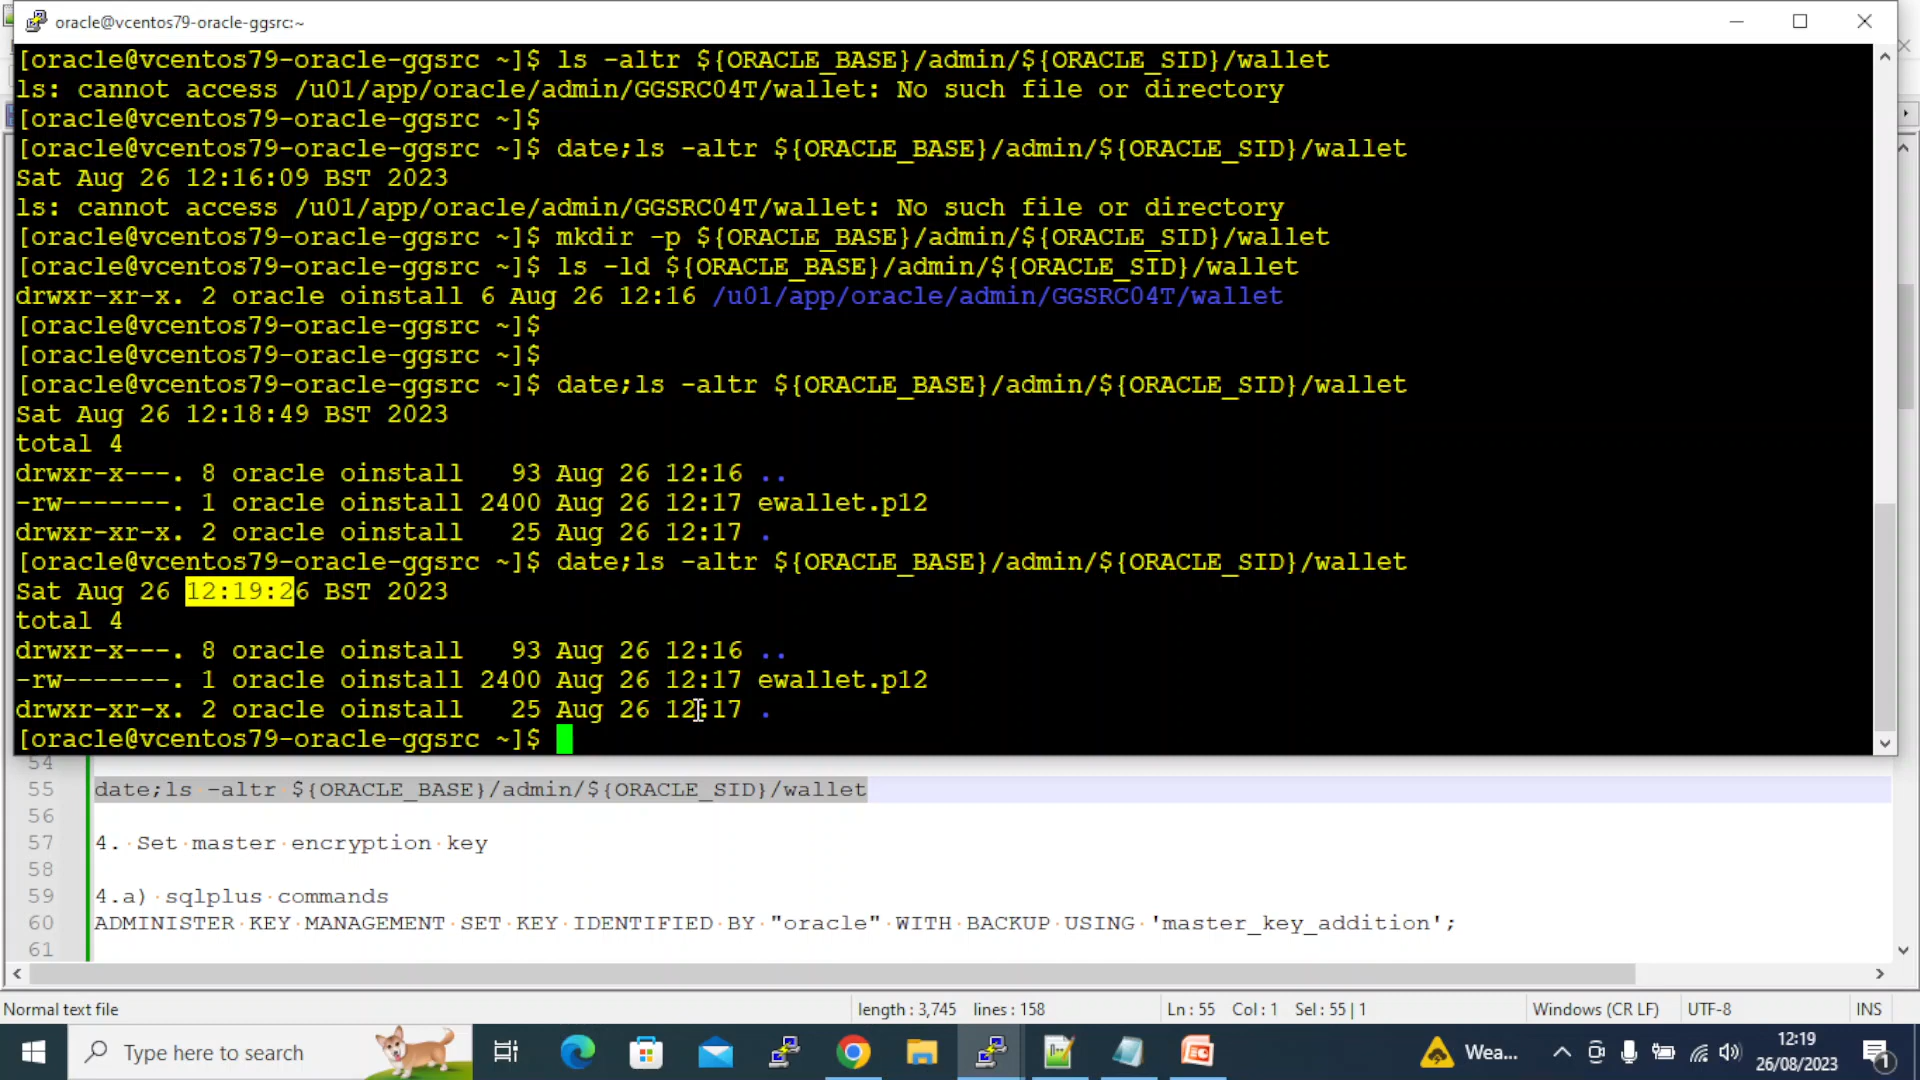 oracle@vcentos79-oracle-ggsrc:~
[oracle@vcentos79-oracle-ggsrc ~]$ ls -altr ${ORACLE_BASE}/admin/${ORACLE_SID}/wallet
ls: cannot access /u01/app/oracle/admin/GGSRC04T/wallet: No such file or directory
[oracle@vcentos79-oracle-ggsrc ~]$
[oracle@vcentos79-oracle-ggsrc ~]$ date;ls -altr ${ORACLE_BASE}/admin/${ORACLE_SID}/wallet
Sat Aug 26 12:16:09 BST 2023
ls: cannot access /u01/app/oracle/admin/GGSRC04T/wallet: No such file or directory
[oracle@vcentos79-oracle-ggsrc ~]$ mkdir -p ${ORACLE_BASE}/admin/${ORACLE_SID}/wallet
[oracle@vcentos79-oracle-ggsrc ~]$ ls -ld ${ORACLE_BASE}/admin/${ORACLE_SID}/wallet
drwxr-xr-x. 2 oracle oinstall 6 Aug 26 12:16 /u01/app/oracle/admin/GGSRC04T/wallet
[oracle@vcentos79-oracle-ggsrc ~]$
[oracle@vcentos79-oracle-ggsrc ~]$
[oracle@vcentos79-oracle-ggsrc ~]$ date;ls -altr ${ORACLE_BASE}/admin/${ORACLE_SID}/wallet
Sat Aug 26 12:18:49 BST 2023
total 4
drwxr-x---. 8 oracle oinstall   93 Aug 26 12:16 ..
-rw-------. 1 oracle oinstall 2400 Aug 26 12:17 ewallet.p12
drwxr-xr-x. 2 oracle oinstall   25 Aug 26 12:17 .
[oracle@vcentos79-oracle-ggsrc ~]$ date;ls -altr ${ORACLE_BASE}/admin/${ORACLE_SID}/wallet
Sat Aug 26 12:19:26 BST 2023
total 4
drwxr-x---. 8 oracle oinstall   93 Aug 26 12:16 ..
-rw-------. 1 oracle oinstall 2400 Aug 26 12:17 ewallet.p12
drwxr-xr-x. 2 oracle oinstall   25 Aug 26 12:17 .
[oracle@vcentos79-oracle-ggsrc ~]$
54
55 date;ls -altr ${ORACLE_BASE}/admin/${ORACLE_SID}/wallet
56
57 4. Set master encryption key
58
59 4.a) sqlplus commands
60 ADMINISTER KEY MANAGEMENT SET KEY IDENTIFIED BY "oracle" WITH BACKUP USING 'master_key_addition';
61
Normal text file length : 3,745 lines : 158 Ln : 55 Col : 1 Sel : 55 | 1 Windows (CR LF) UTF-8 INS
Type here to search Wea... 12:19
26/08/2023 1